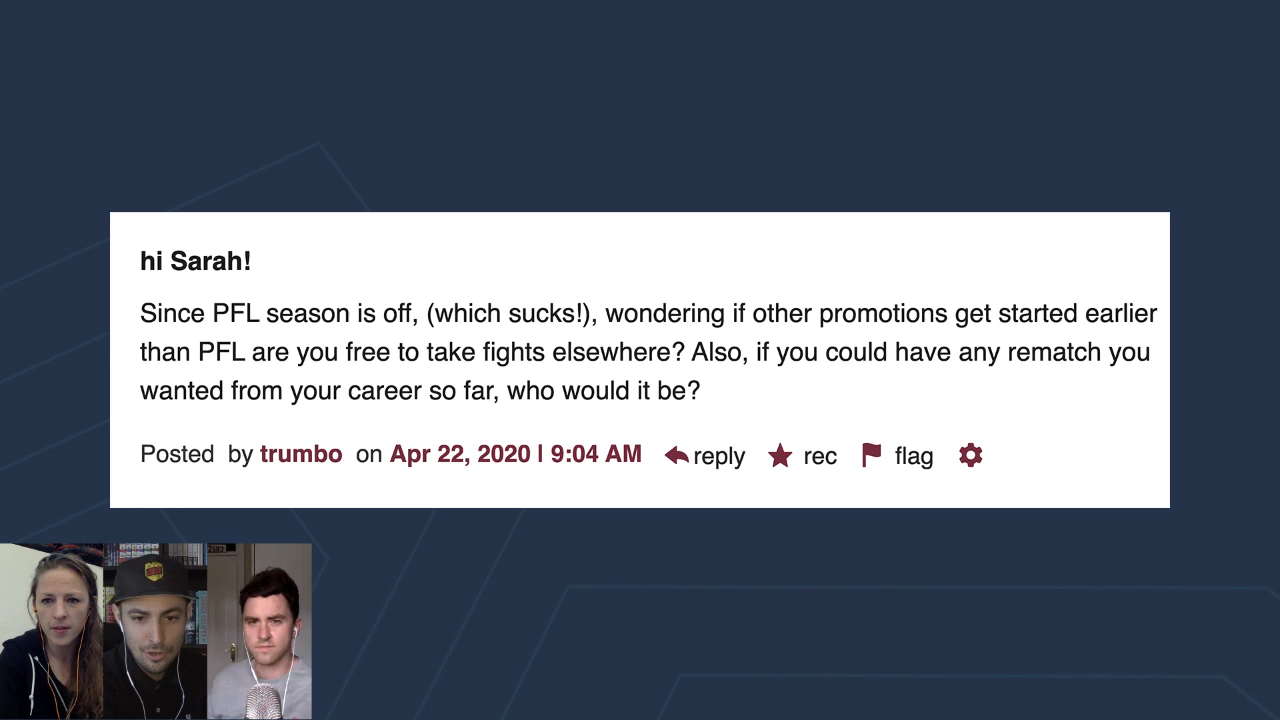 hi Sarah!
Since PFL season is off, (which sucks!), wondering if other promotions get started earlier
than PFL are you free to take fights elsewhere? Also, if you could have any rematch you
wanted from your career so far, who would it be?
Posted by trumbo on Apr 22, 2020 | 9:04 AM reply rec flag